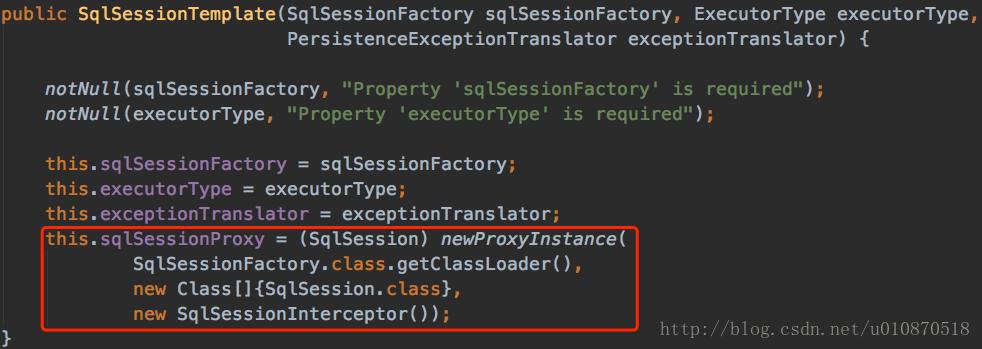 public SqlSessionTemplate(SqlSessionFactory sqlSessionFactory, ExecutorType executorType,
PersistenceExceptionTranslator exceptionTranslator) {
notNull(sqlSessionFactory, "Property 'sqlSessionFactory' is required");
notNull(executorType, "Property 'executorType' is required");
this.sqlSessionFactory = sqlSessionFactory;
this.executorType = executorType;
this.exceptionTranslator = exceptionTranslator;
this.sqlSessionProxy = (SqlSession) newProxyInstance(
SqlSessionFactory.class.getClassLoader(),
new Class[]{SqlSession.class},
new SqlSessionInterceptor());
http://blog.csdn.net/u010870518
}